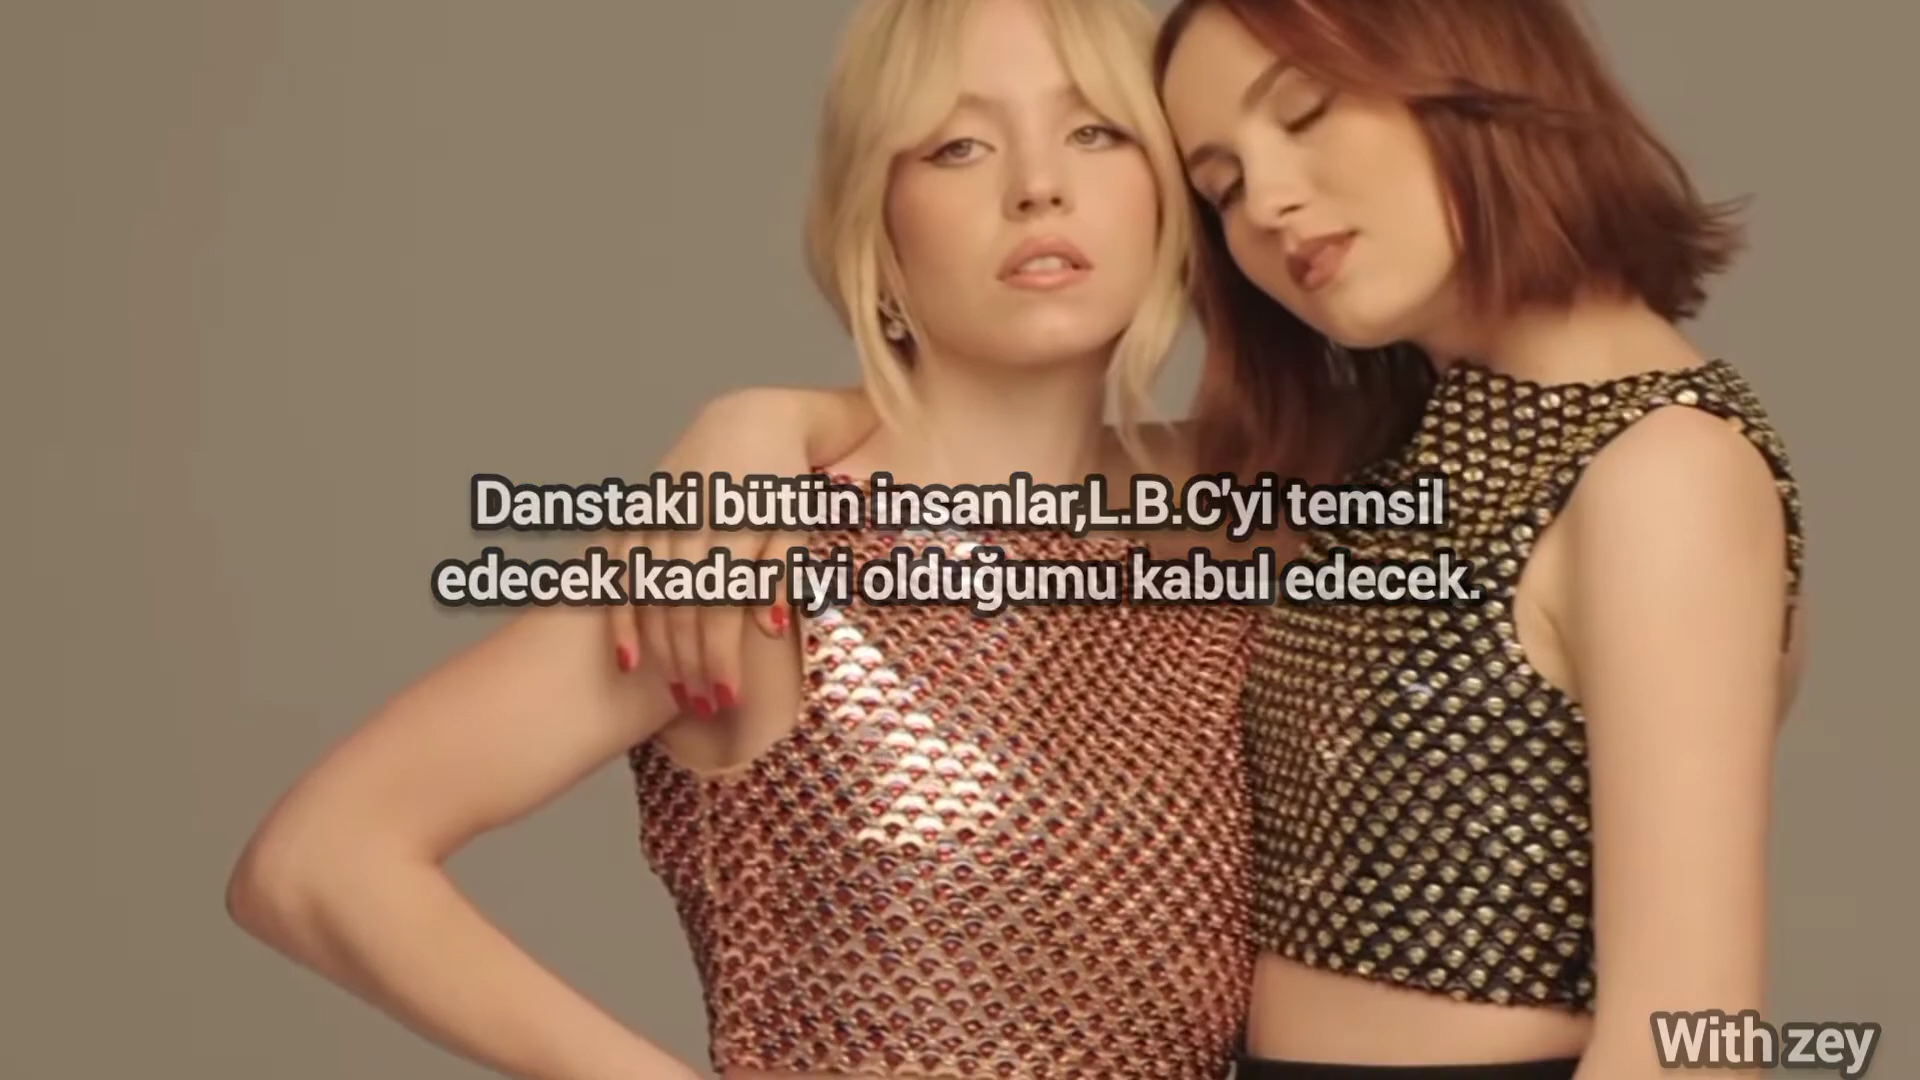 Danstaki bütün insanlar,L.B.C'yi temsil
edecek kadar iyi olduğumu kabul edecek.
With zey